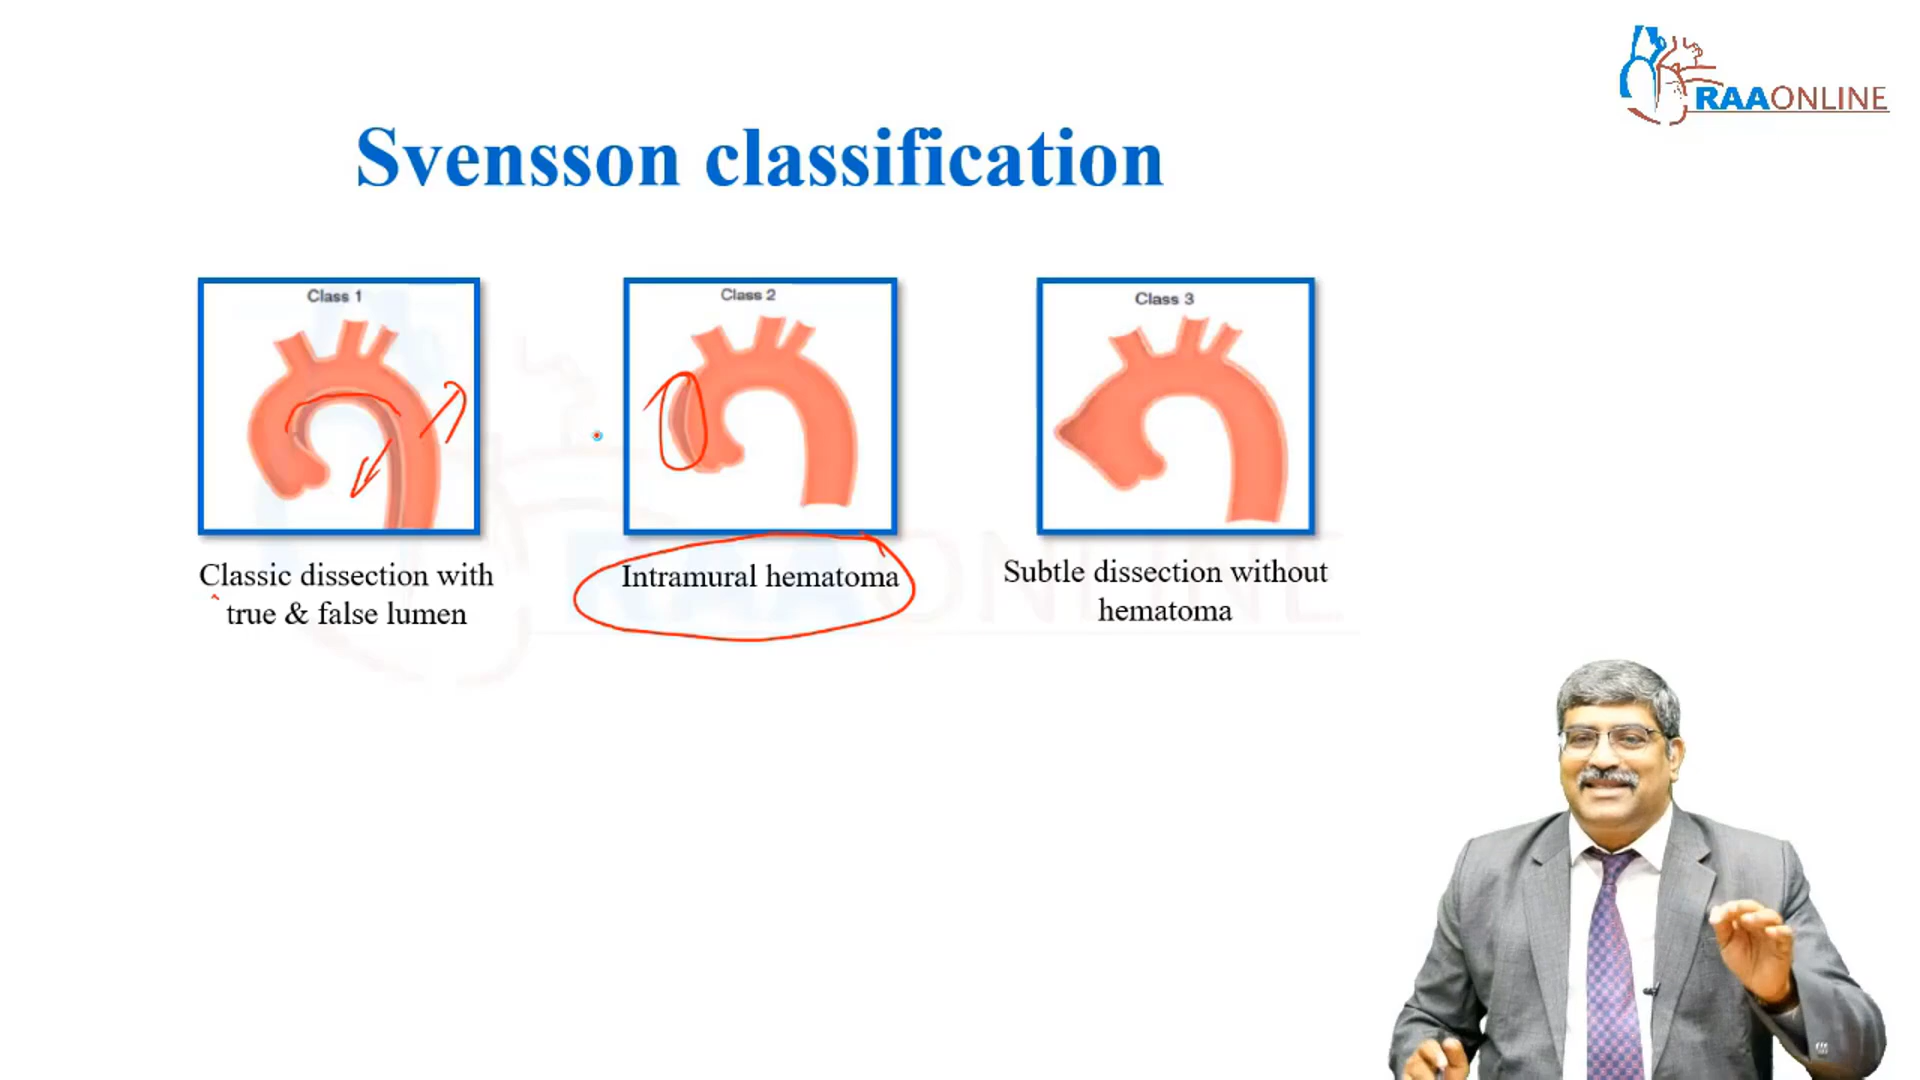 RAAONLINE
Svensson classification
Class 1
Class 2
Class 3
Classic dissection with
true & false lumen
Intramural hematoma
Subtle dissection without
hematoma
RAAONLINE